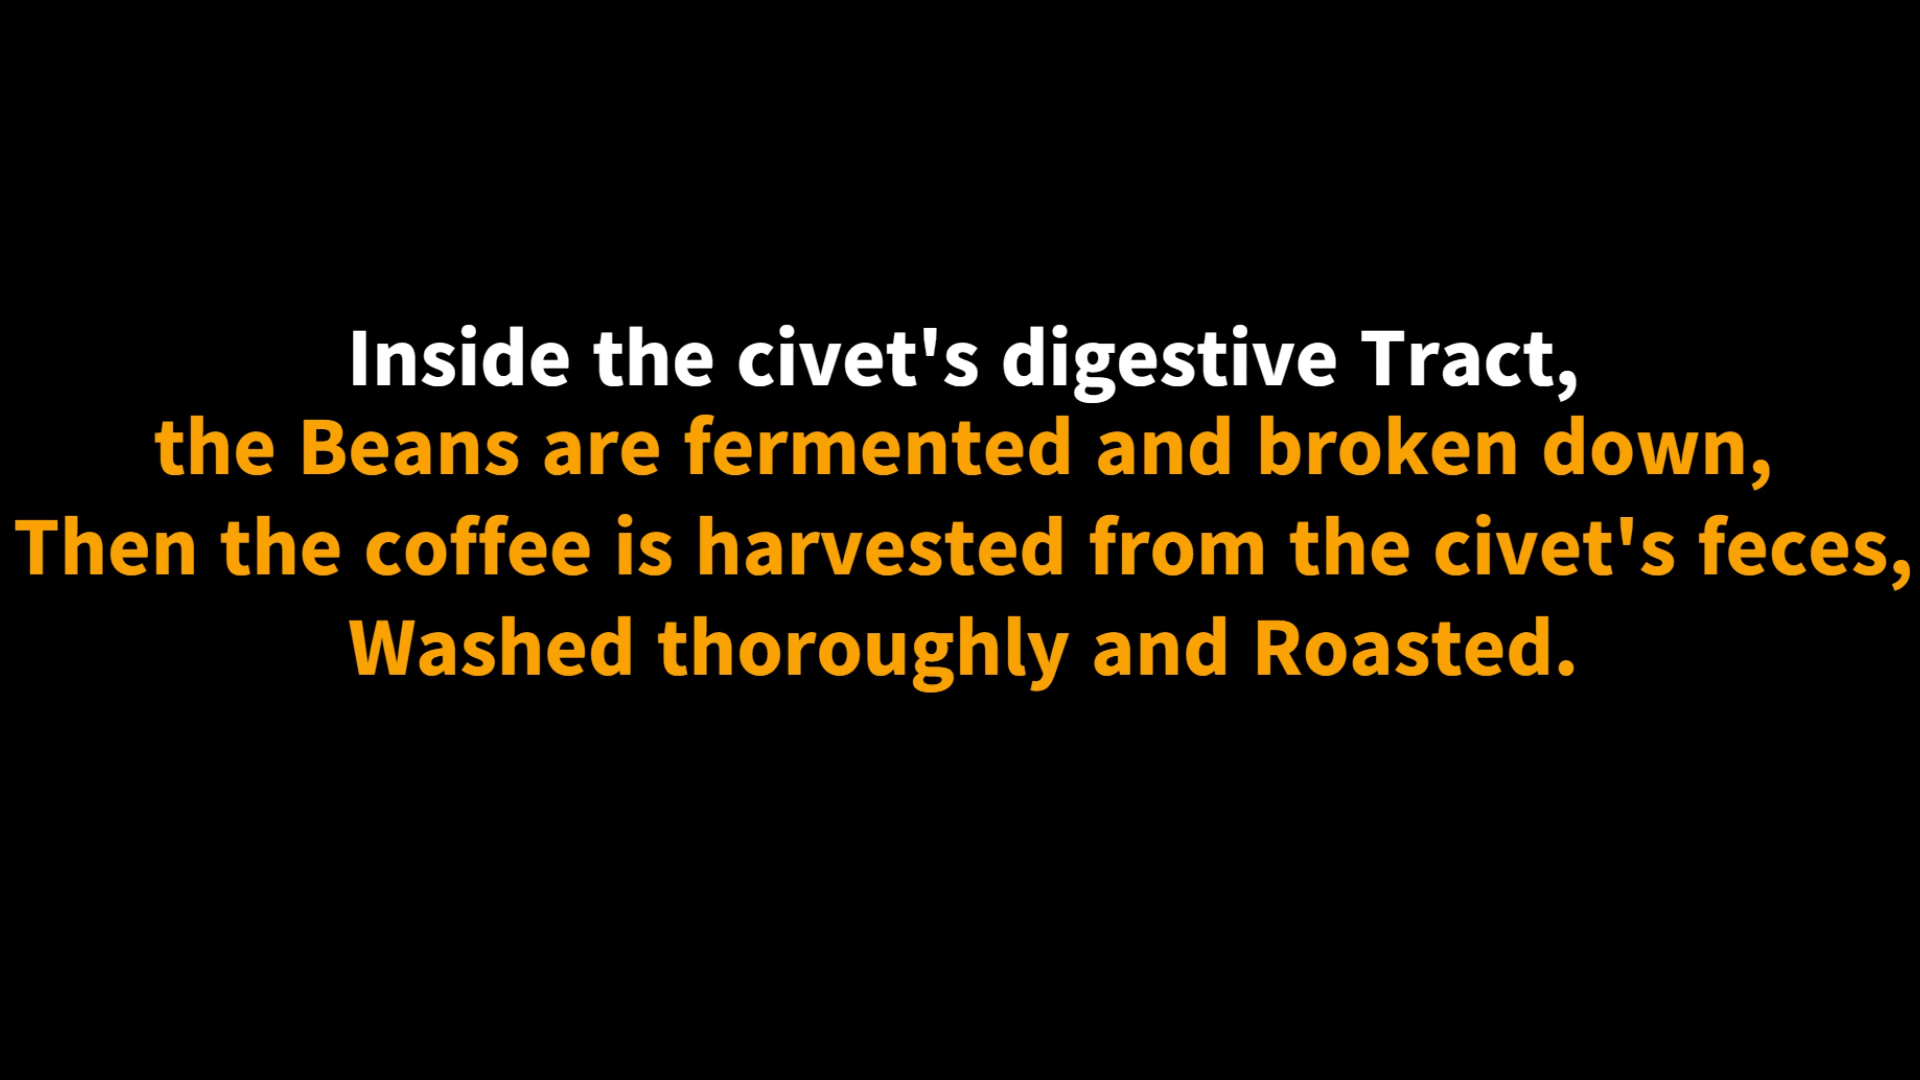 Inside the civet's digestive Tract,
the Beans are fermented and broken down,
Then the coffee is harvested from the civet's feces,
Washed thoroughly and Roasted.